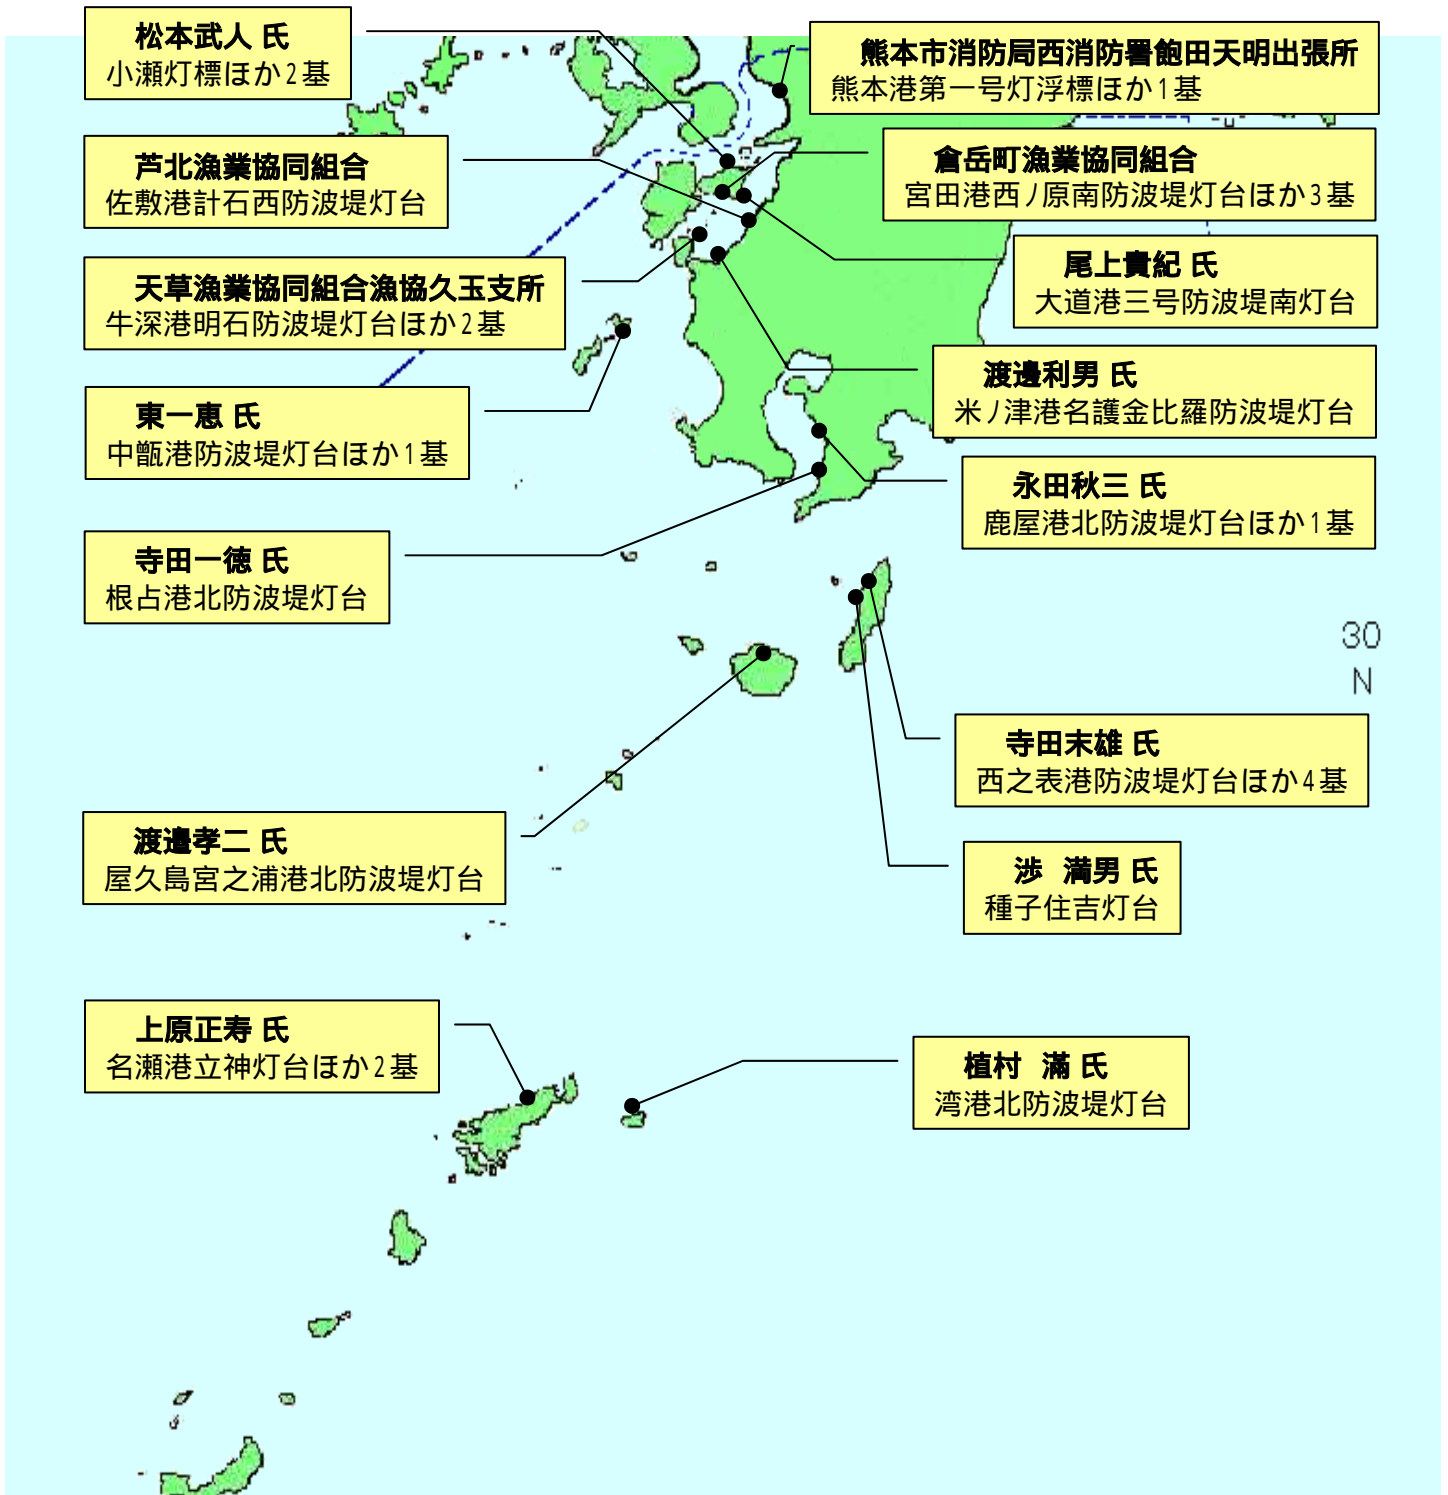 松本武人 氏
小瀬灯標ほか2基
熊本市消防局西消防署飽田天明出張所
熊本港第一号灯浮標ほか1基
芦北漁業協同組合
佐敷港計石西防波堤灯台
倉岳町漁業協同組合
宮田港西ノ原南防波堤灯台ほか3基
天草漁業協同組合漁協久玉支所
牛深港明石防波堤灯台ほか2基
尾上貴紀 氏
大道港三号防波堤南灯台
渡邊利男 氏
米ノ津港名護金比羅防波堤灯台
東一恵 氏
中甑港防波堤灯台ほか1基
永田秋三 氏
鹿屋港北防波堤灯台ほか1基
寺田一徳 氏
根占港北防波堤灯台
30
N
寺田末雄 氏
西之表港防波堤灯台ほか4基
渡邉孝二 氏
屋久島宮之浦港北防波堤灯台
渉 満男 氏
種子住吉灯台
上原正寿 氏
名瀬港立神灯台ほか2基
植村 満 氏
湾港北防波堤灯台